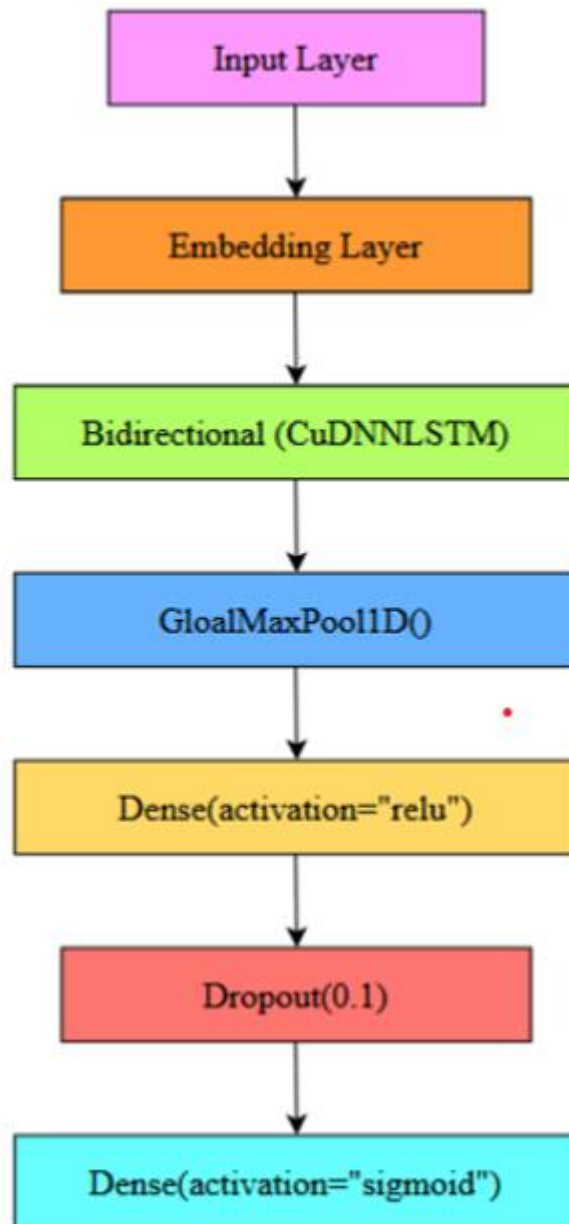 Input Layer
Embedding Layer
Bidirectional (CuDNNLSTM)
GloalMaxPool1D()
Dense(activation="relu")
Dropout(0.1)
Dense(activation="sigmoid")